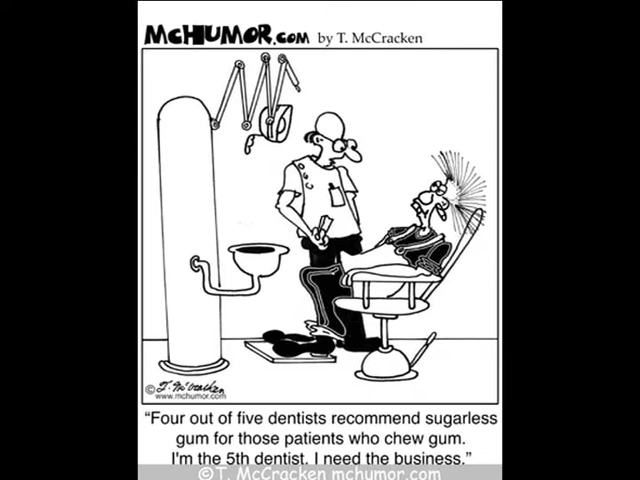 McHUMOR.com by T. McCracken
© T. McCracken
www.mchumor.com
“Four out of five dentists recommend sugarless
gum for those patients who chew gum.
I'm the 5th dentist. I need the business.”
©T. McCracken mchumor.com